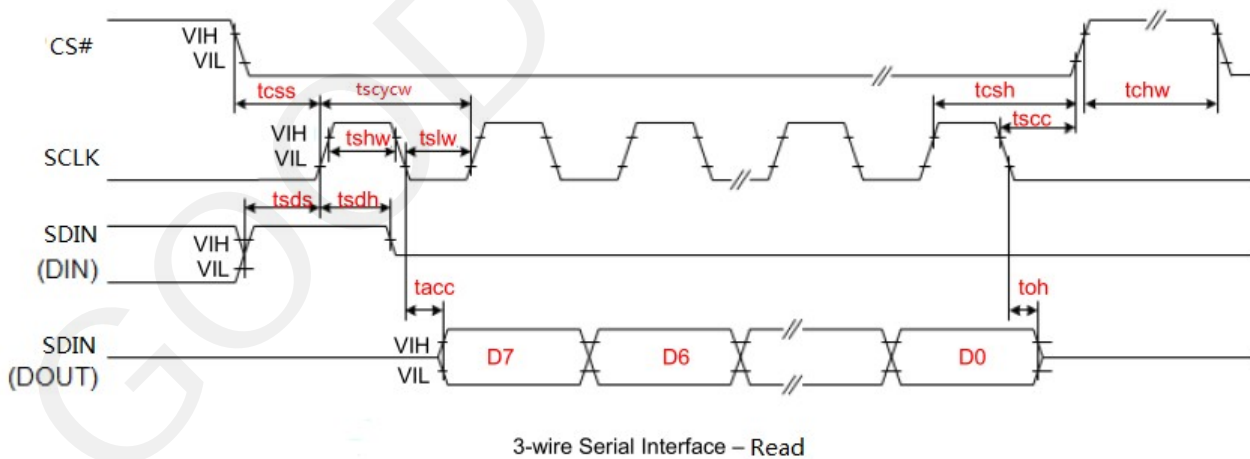 CS#
VIH
VIL
tcss
tscycw
tcsh
tchw
tscc
SCLK
VIH
VIL
tshw
tslw
tsds
tsdh
SDIN
(DIN)
VIH
VIL
tacc
toh
SDIN
(DOUT)
VIH
VIL
D7
D6
D0
3-wire Serial Interface – Read
GOOD